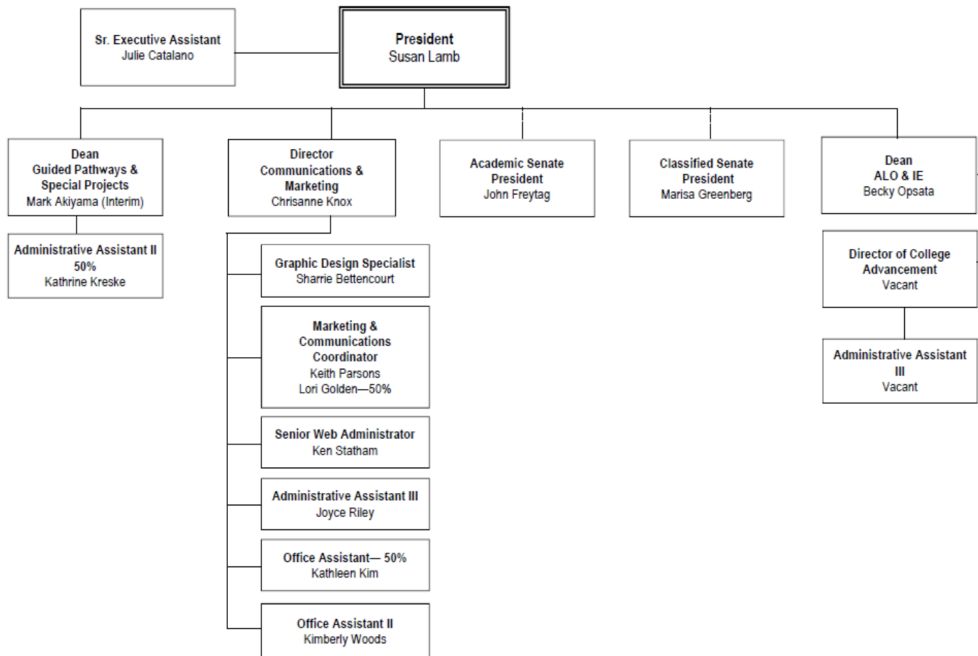 Sr. Executive Assistant
Julie Catalano
President
Susan Lamb
Dean
Guided Pathways &
Special Projects
Mark Akiyama (Interim)
Administrative Assistant II
50%
Kathrine Kreske
Director
Communications &
Marketing
Chrisanne Knox
Graphic Design Specialist
Sharrie Bettencourt
Marketing &
Communications
Coordinator
Keith Parsons
Lori Golden—50%
Senior Web Administrator
Ken Statham
Administrative Assistant III
Joyce Riley
Office Assistant— 50%
Kathleen Kim
Office Assistant II
Kimberly Woods
Academic Senate
President
John Freytag
Classified Senate
President
Marisa Greenberg
Dean
ALO & IE
Becky Opsata
Director of College
Advancement
Vacant
Administrative Assistant
III
Vacant